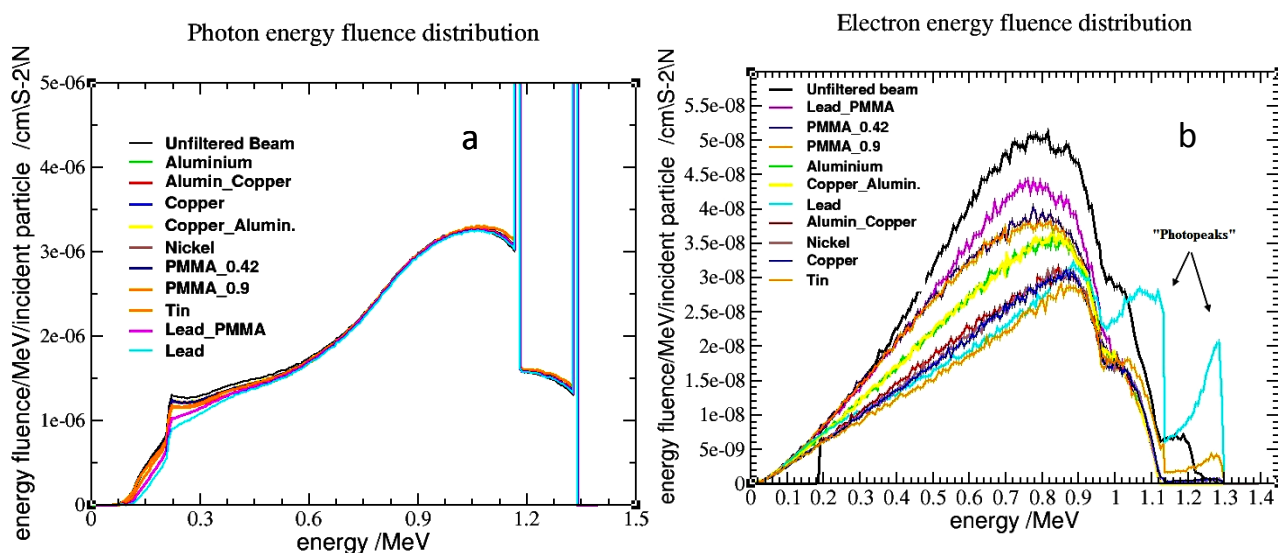 Photon energy fluence distribution
energy fluence/MeV/incident particle /cm\S-2\N
5e-06
4e-06
3e-06
2e-06
1e-06
0
a
Unfiltered Beam
Aluminium
Alumin_Copper
Copper
Copper_Alumin.
Nickel
PMMA_0.42
PMMA_0.9
Tin
Lead_PMMA
Lead
0 0.3 0.6 0.9 1.2 1.5
energy /MeV
Electron energy fluence distribution
energy fluence/MeV/incident particle /cm\S-2\N
5.5e-08
5e-08
4.5e-08
4e-08
3.5e-08
3e-08
2.5e-08
2e-08
1.5e-08
1e-08
5e-09
0
b
Unfiltered beam
Lead_PMMA
PMMA_0.42
PMMA_0.9
Aluminium
Copper_Alumin.
Lead
Alumin_Copper
Nickel
Copper
Tin
"Photopeaks"
0 0.1 0.2 0.3 0.4 0.5 0.6 0.7 0.8 0.9 1 1.1 1.2 1.3 1.4
energy /MeV